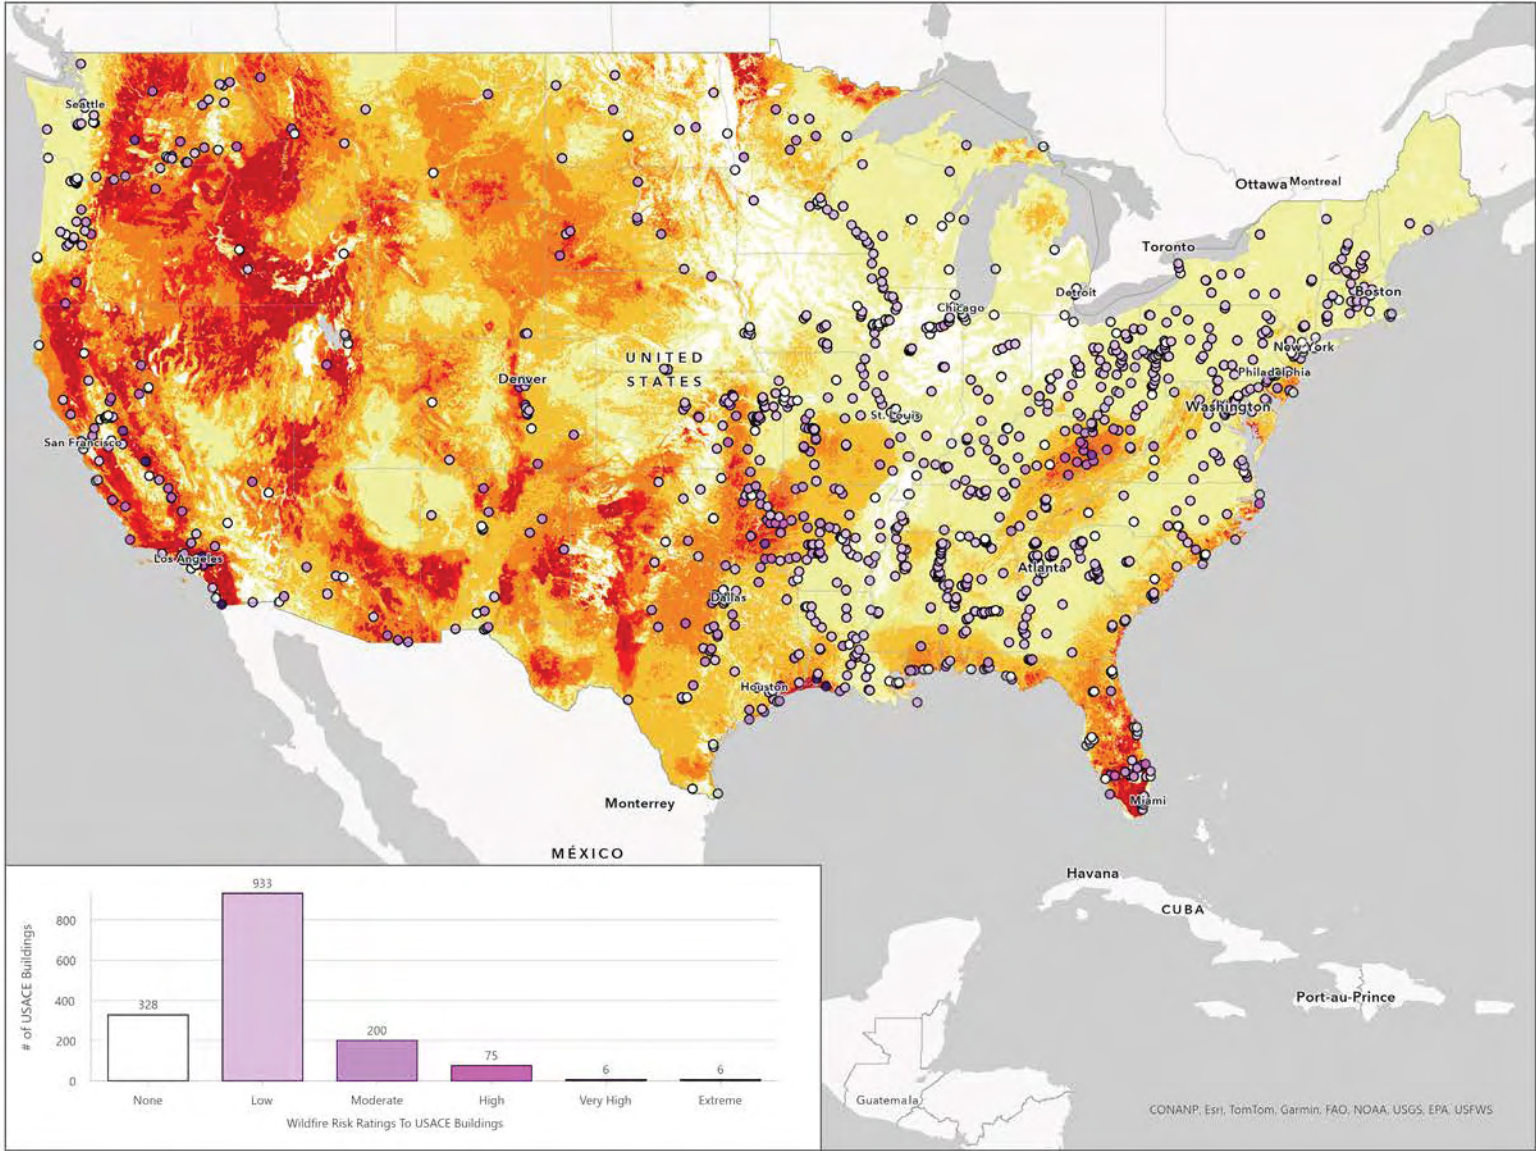 Seattle
Ottawa
Montreal
Toronto
Boston
Detroit
Chicago
New York
UNITED
STATES
Denver
Philadelphia
Washington
St. Louis
San Francisco
Los Angeles
Atlanta
Dallas
Houston
Miami
Monterrey
MÉXICO
Havana
CUBA
Port-au-Prince
Guatemala
CONANP, Esri, TomTom, Garmin, FAO, NOAA, USGS, EPA, USFWS
# of USACE Buildings
933
800
600
400
328
200
200
75
6
6
0
None
Low
Moderate
High
Very High
Extreme
Wildfire Risk Ratings To USACE Buildings